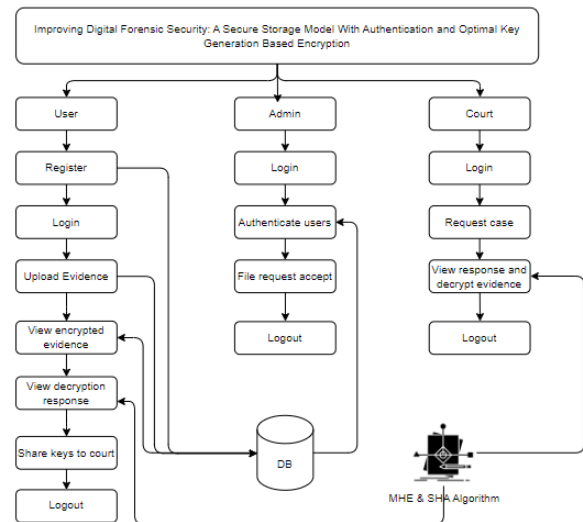 Improving Digital Forensic Security: A Secure Storage Model With Authentication and Optimal Key
Generation Based Encryption
User
Admin
Court
Register
Login
Login
Login
Authenticate users
Request case
Upload Evidence
File request accept
View response and
decrypt evidence
View encrypted
evidence
Logout
Logout
View decryption
response
Share keys to court
DB
Logout
MHE & SHA Algorithm